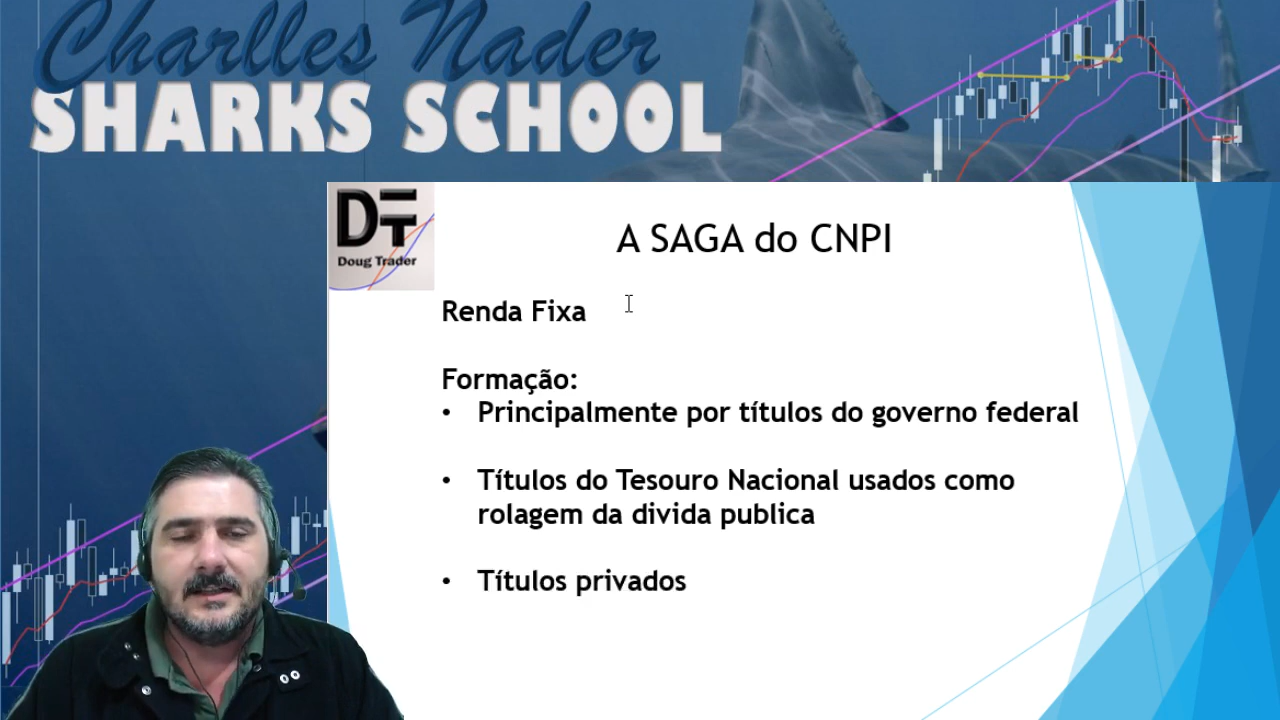 Charlles Nader
SHARKS SCHOOL
DT
Doug Trader
A SAGA do CNPI
Renda Fixa
Formação:
• Principalmente por títulos do governo federal
• Títulos do Tesouro Nacional usados como
rolagem da divida publica
• Títulos privados